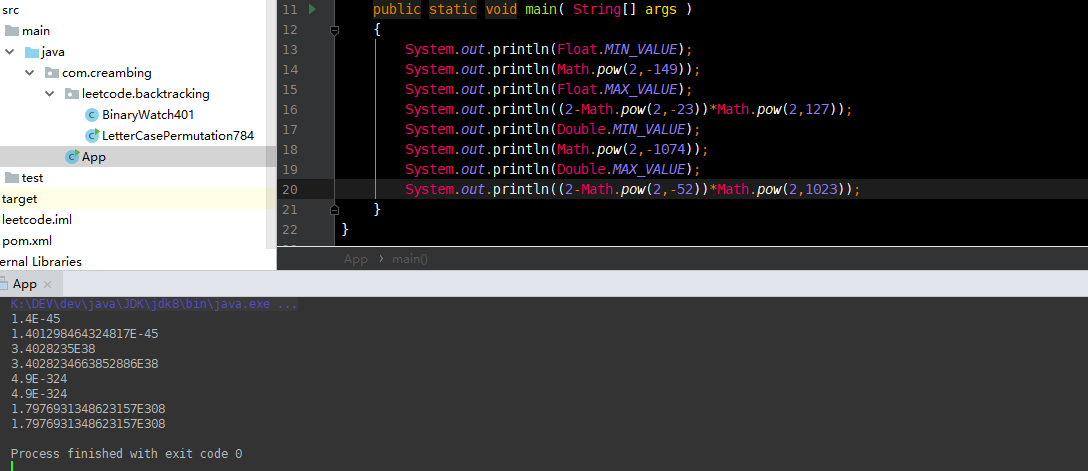 src
main
java
com.creambing
leetcode.backtracking
BinaryWatch401
LetterCasePermutation784
App
test
target
leetcode.iml
pom.xml
ernal Libraries
11 public static void main( String[] args )
12 {
13 System.out.println(Float.MIN_VALUE);
14 System.out.println(Math.pow(2,-149));
15 System.out.println(Float.MAX_VALUE);
16 System.out.println((2-Math.pow(2,-23))*Math.pow(2,127));
17 System.out.println(Double.MIN_VALUE);
18 System.out.println(Math.pow(2,-1074));
19 System.out.println(Double.MAX_VALUE);
20 System.out.println((2-Math.pow(2,-52))*Math.pow(2,1023));
21 }
22 }
App > main()
App ×
K:\DEV\dev\java\JDK\jdk8\bin\java.exe ...
1.4E-45
1.401298464324817E-45
3.4028235E38
3.4028234663852886E38
4.9E-324
4.9E-324
1.7976931348623157E308
1.7976931348623157E308
Process finished with exit code 0